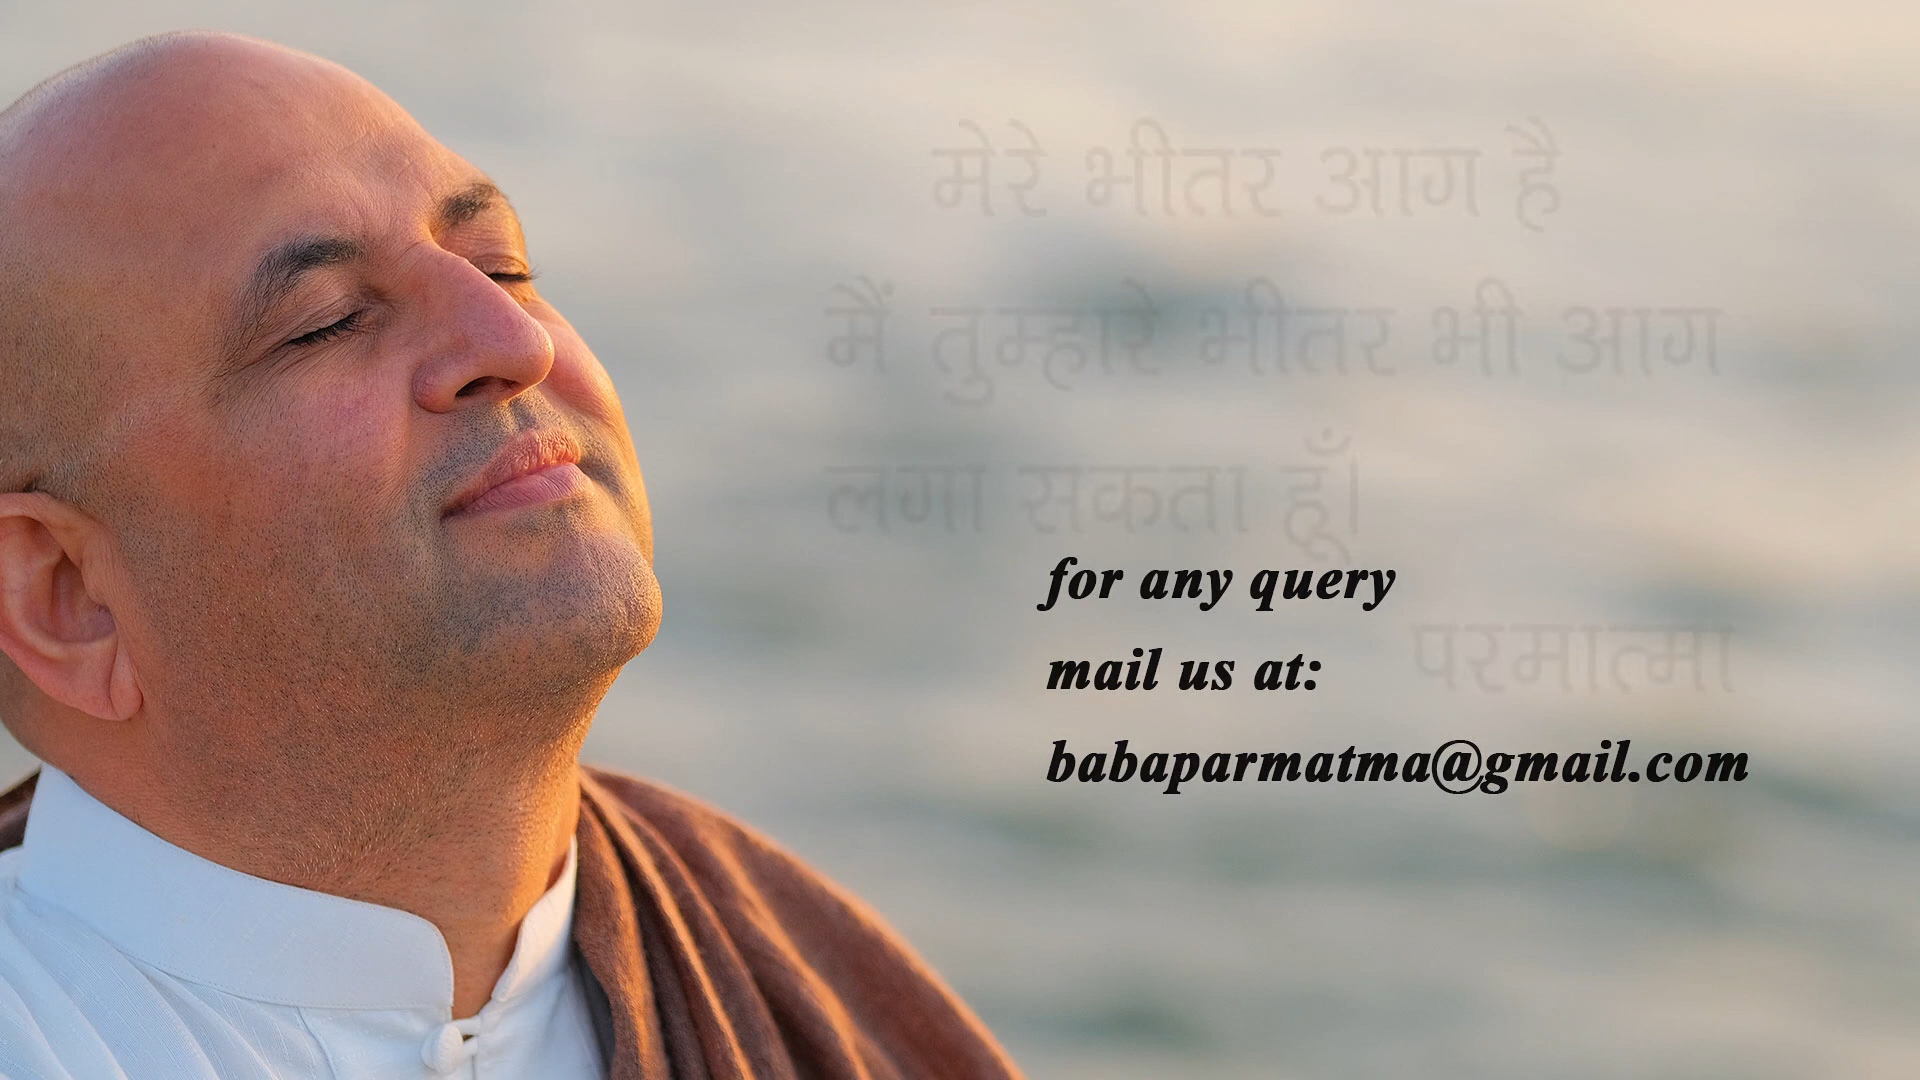 मेरे भीतर आग है
मैं तुम्हारे भीतर भी आग
लगा सकता हूँ।
for any query
परमात्मा
mail us at:
babaparmatma@gmail.com